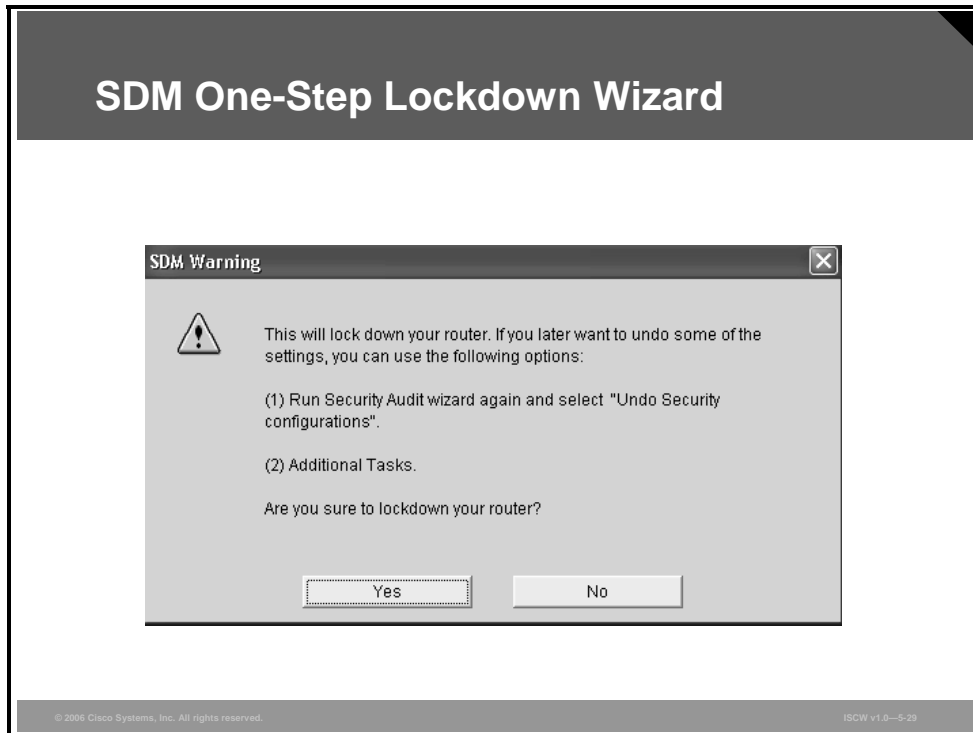 SDM One-Step Lockdown Wizard
SDM Warning
This will lock down your router. If you later want to undo some of the
settings, you can use the following options:
(1) Run Security Audit wizard again and select "Undo Security
configurations".
(2) Additional Tasks.
Are you sure to lockdown your router?
Yes
No
© 2006 Cisco Systems, Inc. All rights reserved.
ISCW v1.0—5-29